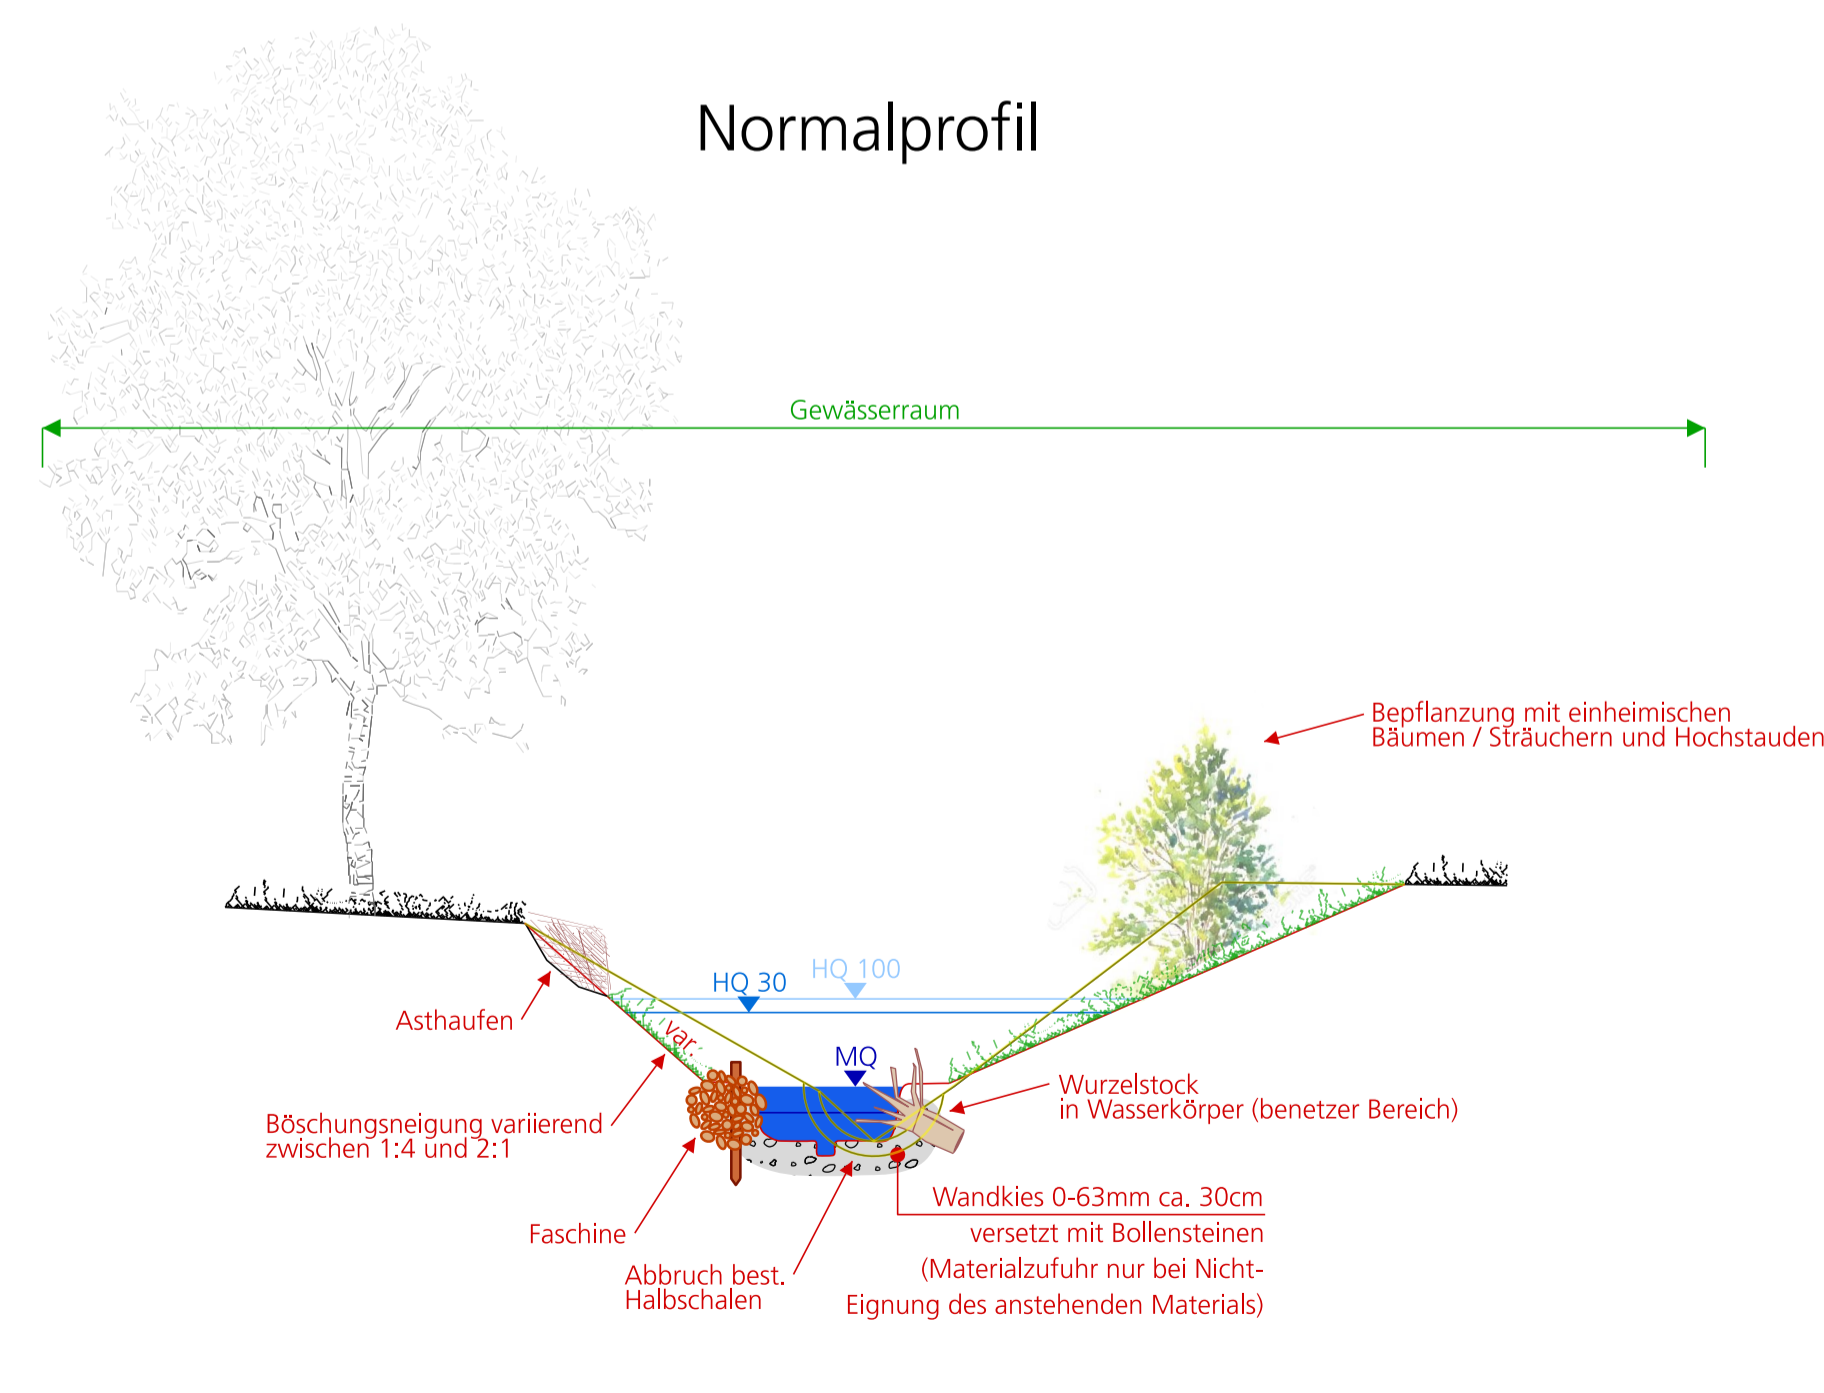 Normalprofil
Gewässerraum
Bepflanzung mit einheimischen
Bäumen / Sträuchern und Hochstauden
HQ 100
HQ 30
Asthaufen
var.
MQ
Wurzelstock
in Wasserkörper (benetzer Bereich)
Böschungsneigung variierend
zwischen 1:4 und 2:1
Faschine
Abbruch best.
Halbschalen
Wandkies 0-63mm ca. 30cm
versetzt mit Bollensteinen
(Materialzufuhr nur bei Nicht-
Eignung des anstehenden Materials)